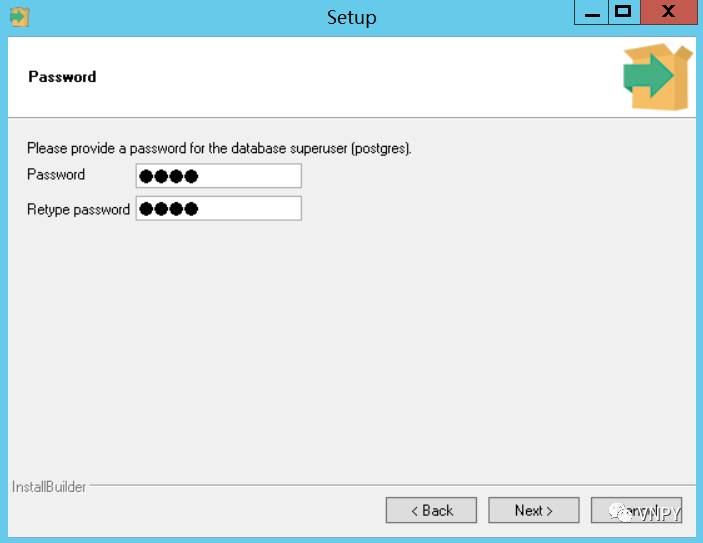 Setup
Password
Please provide a password for the database superuser (postgres).
Password
Retype password
InstallBuilder
< Back
Next >
VNPY